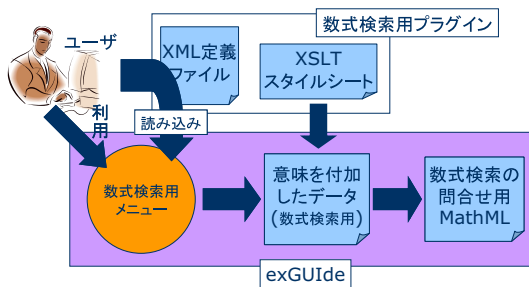 数式検索用プラグイン
ユーザ
XML定義
ファイル
XSLT
スタイルシート
利用
読み込み
数式検索用
メニュー
意味を付加
したデータ
(数式検索用)
数式検索の
問合せ用
MathML
exGUIde